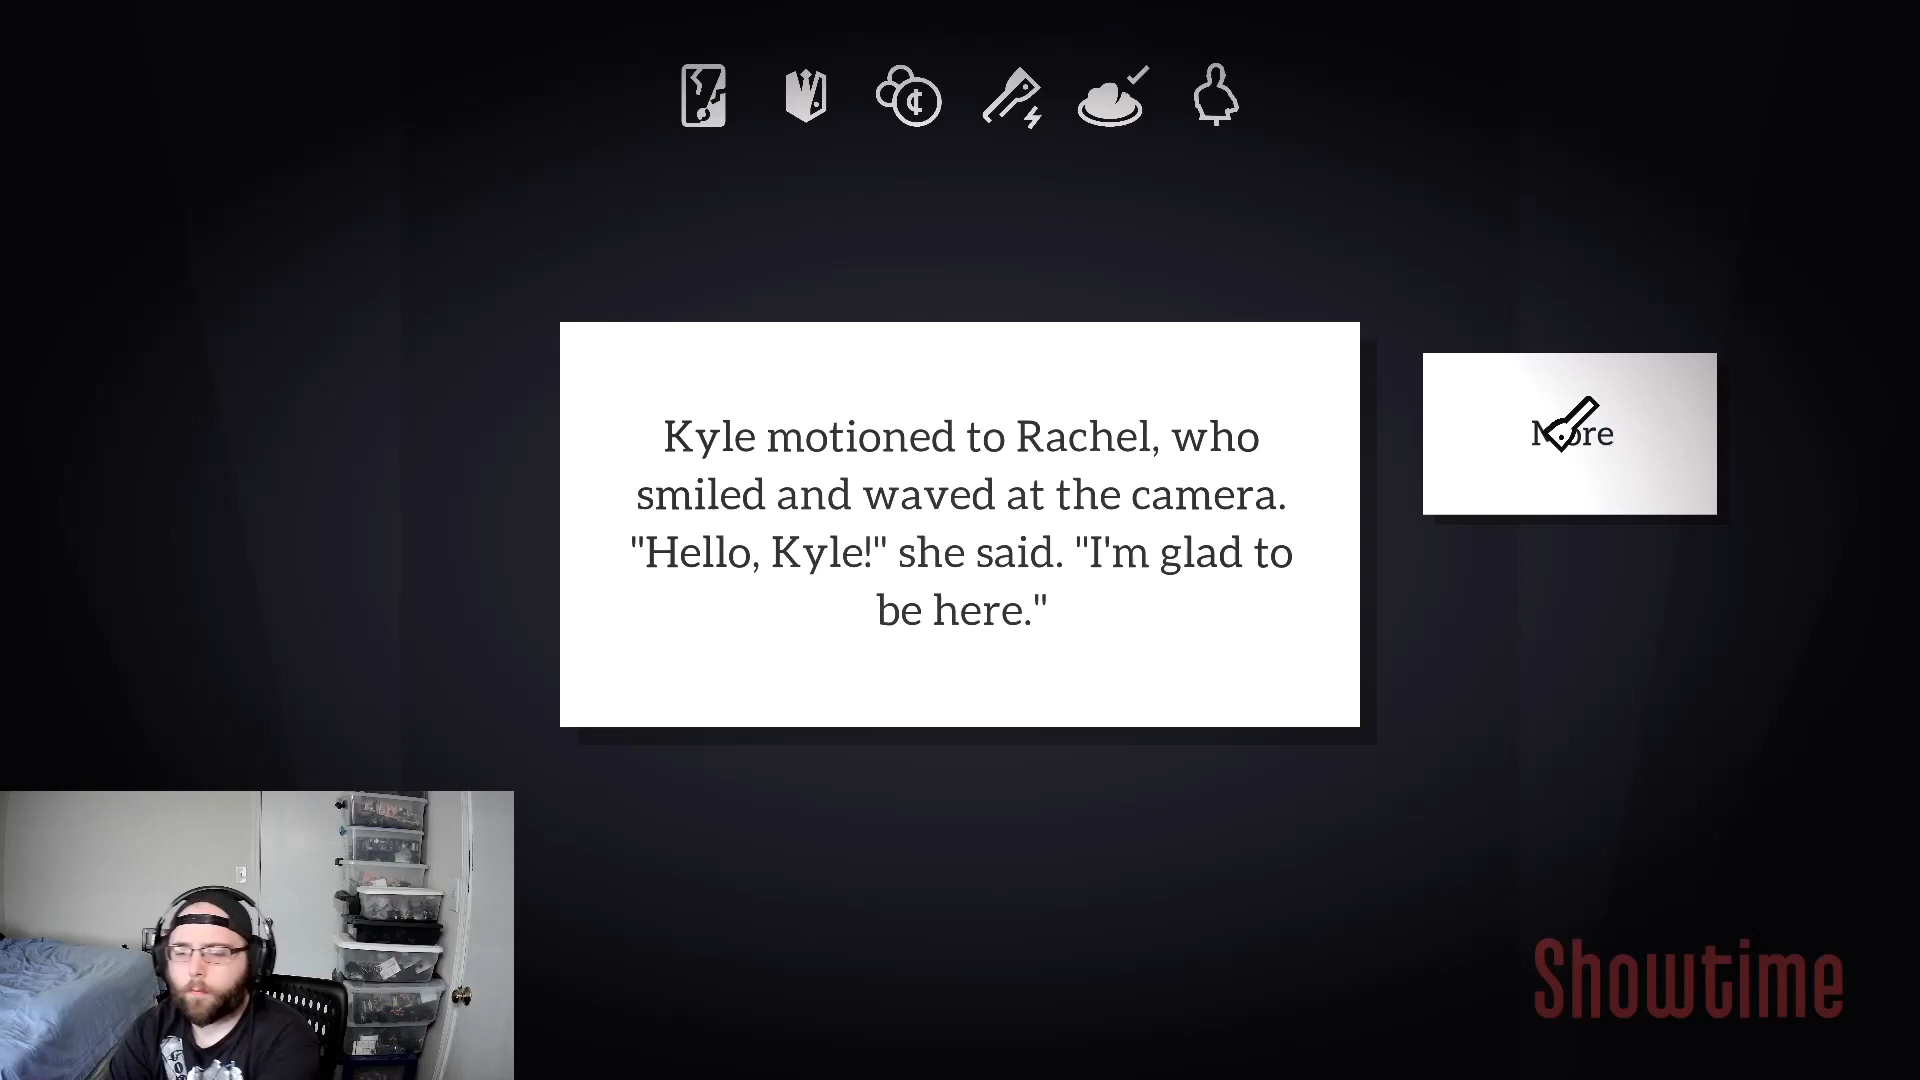 Kyle motioned to Rachel, who
smiled and waved at the camera.
"Hello, Kyle!" she said. "I'm glad to
be here."
More
Showtime